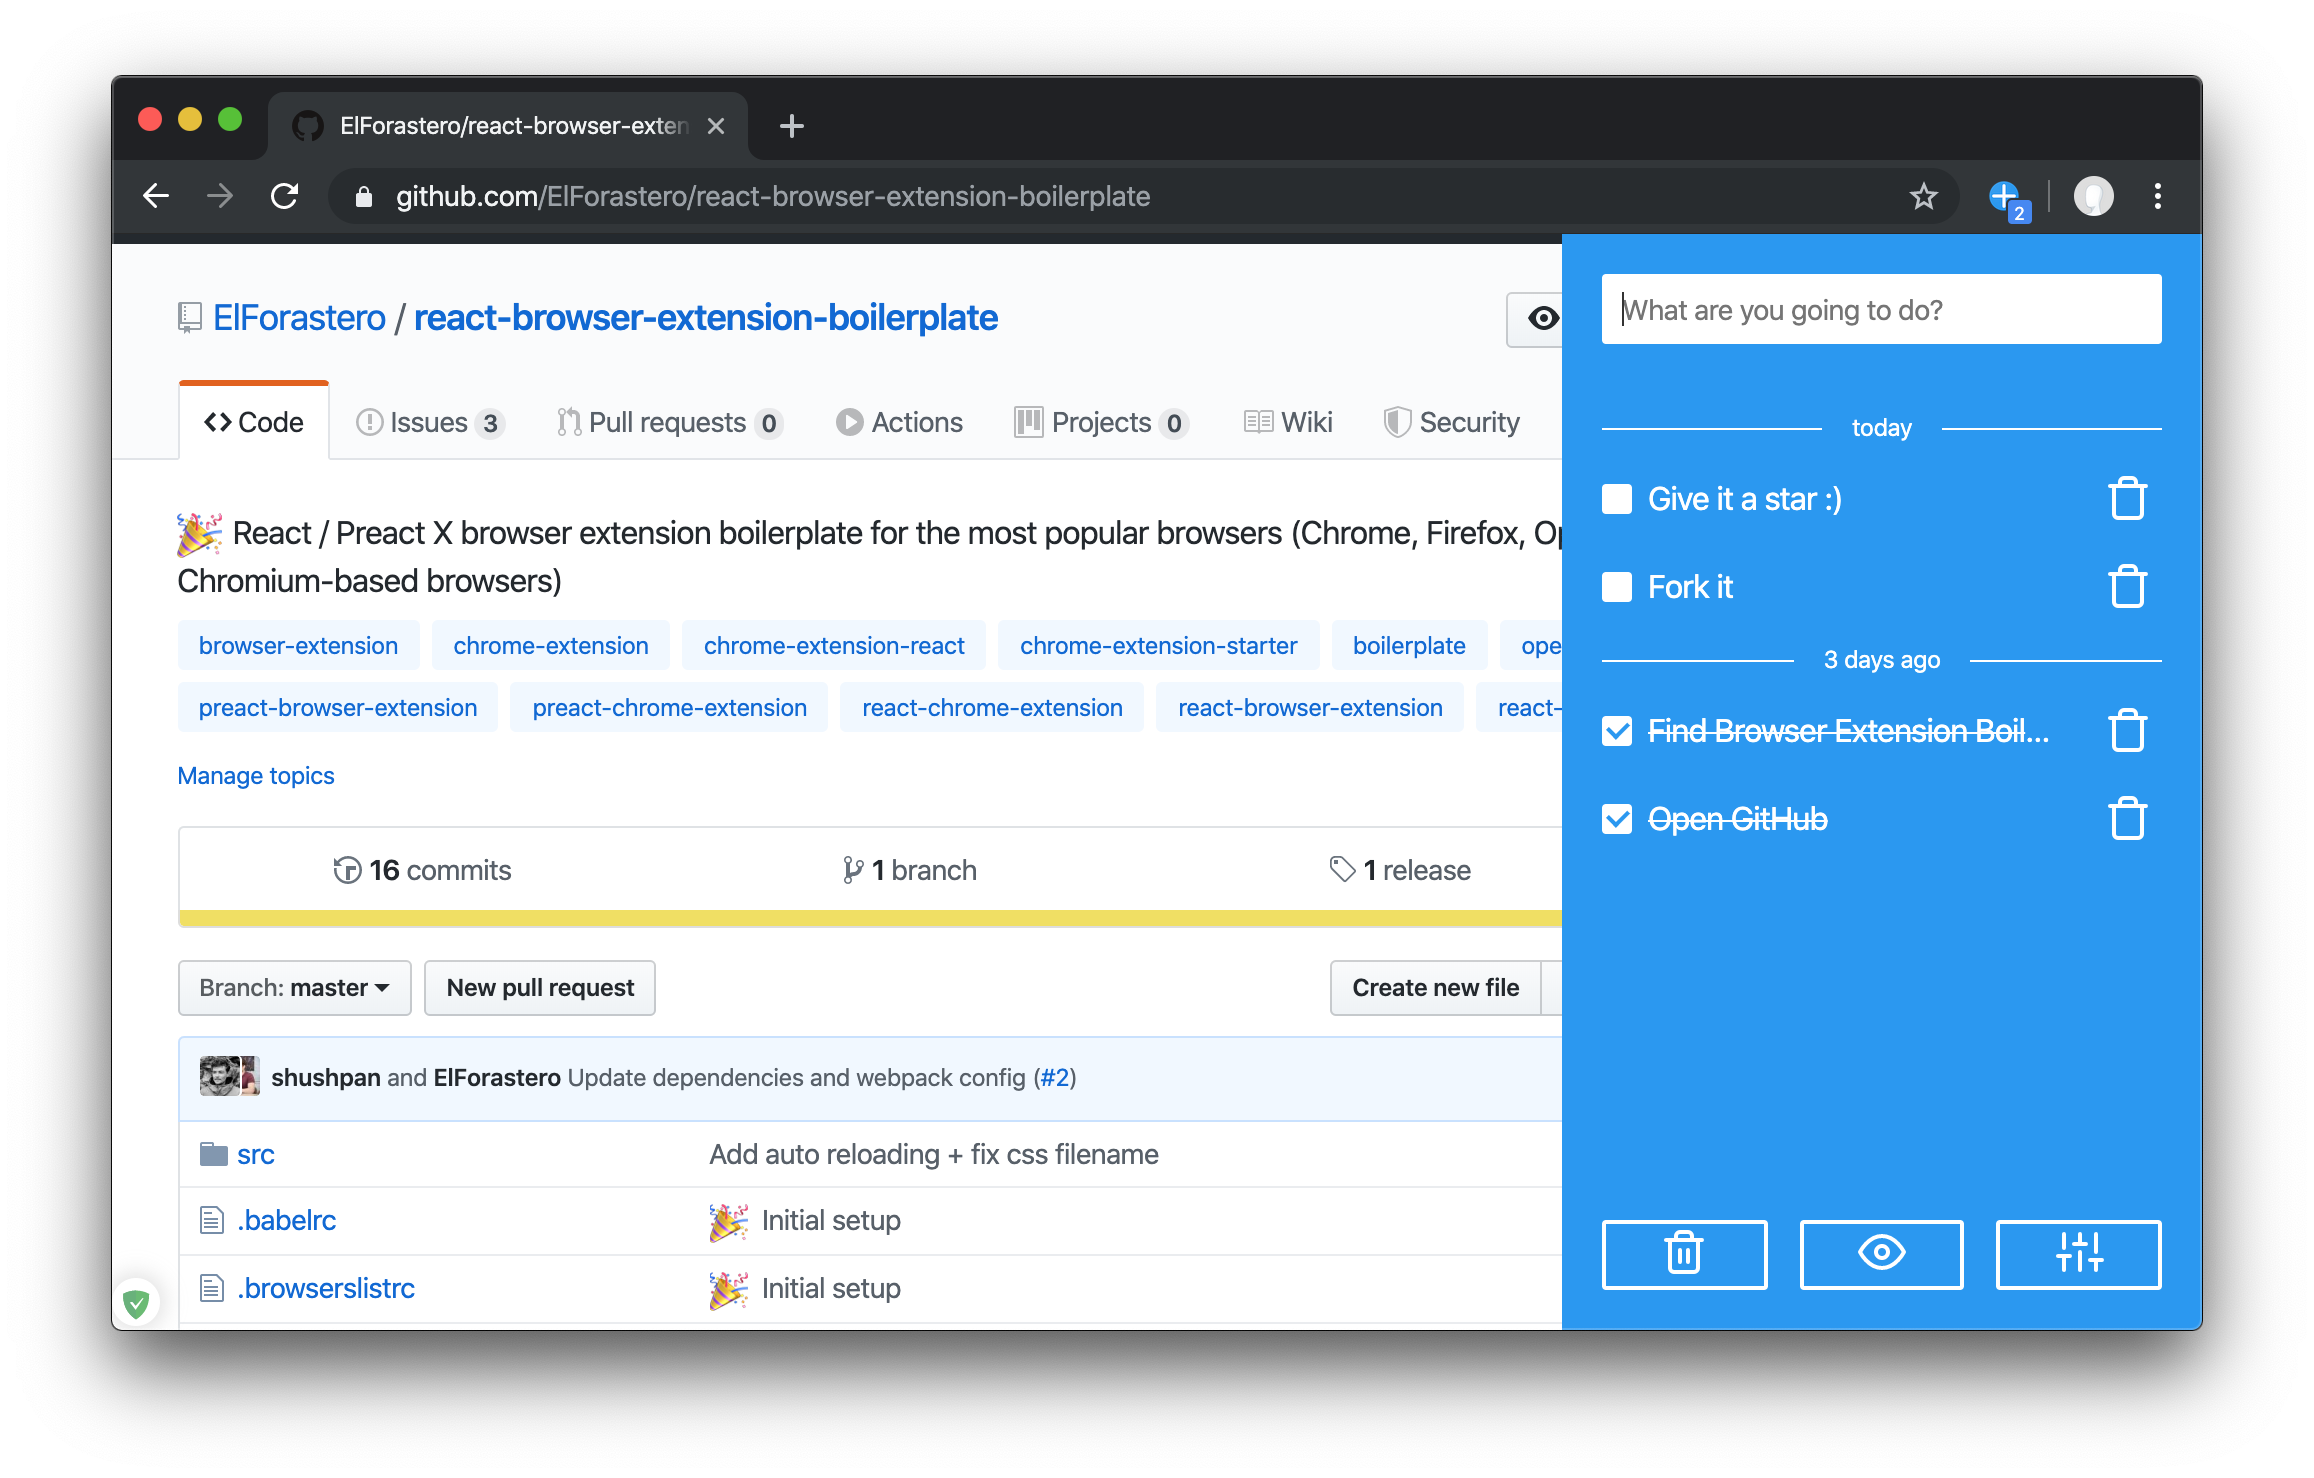 ElForastero/react-browser-exten
github.com/ElForastero/react-browser-extension-boilerplate
2
ElForastero / react-browser-extension-boilerplate
Code
Issues 3
Pull requests 0
Actions
Projects 0
Wiki
Security
React / Preact X browser extension boilerplate for the most popular browsers (Chrome, Firefox, Op
Chromium-based browsers)
browser-extension
chrome-extension
chrome-extension-react
chrome-extension-starter
boilerplate
ope
preact-browser-extension
preact-chrome-extension
react-chrome-extension
react-browser-extension
react-
Manage topics
16 commits
1 branch
1 release
Branch: master
New pull request
Create new file
shushpan and ElForastero Update dependencies and webpack config (#2)
src
Add auto reloading + fix css filename
.babelrc
Initial setup
.browserslistrc
Initial setup
What are you going to do?
today
Give it a star :)
Fork it
3 days ago
Find Browser Extension Boil...
Open GitHub